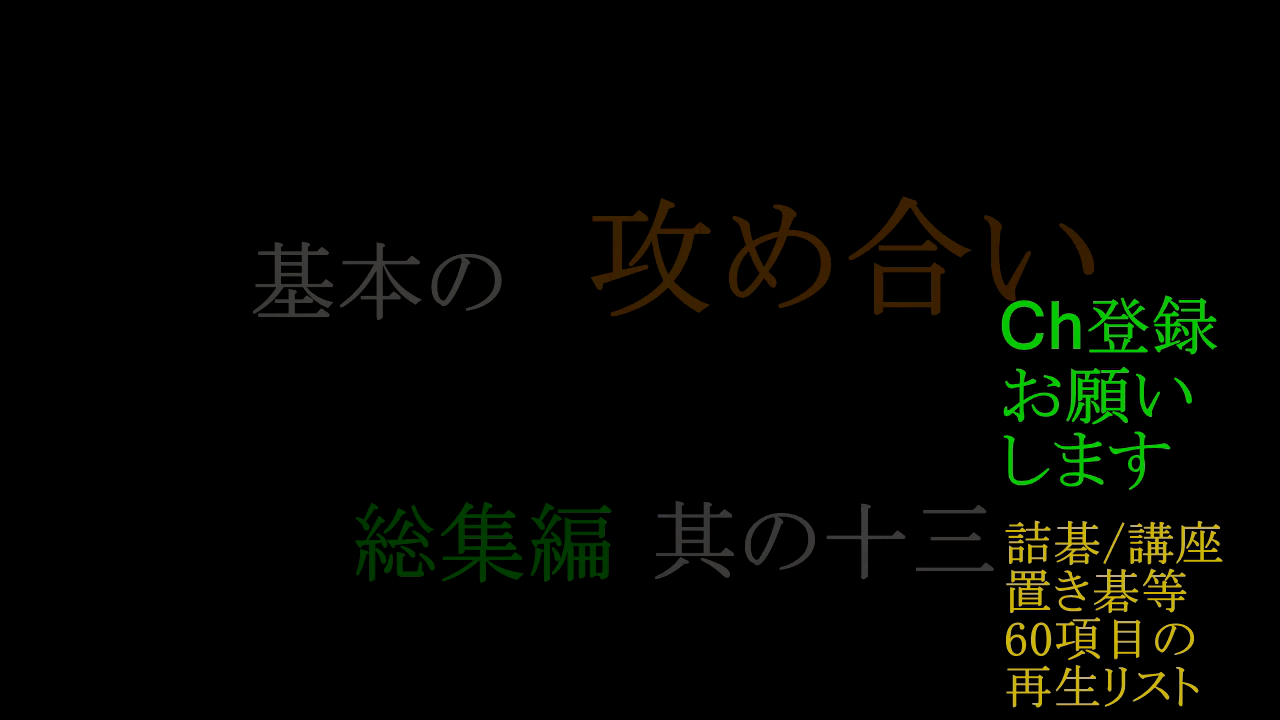 基本の 攻め合い
Ch登録
お願い
します
総集編 其の十三
詰碁/講座
置き碁等
60項目の
再生リスト